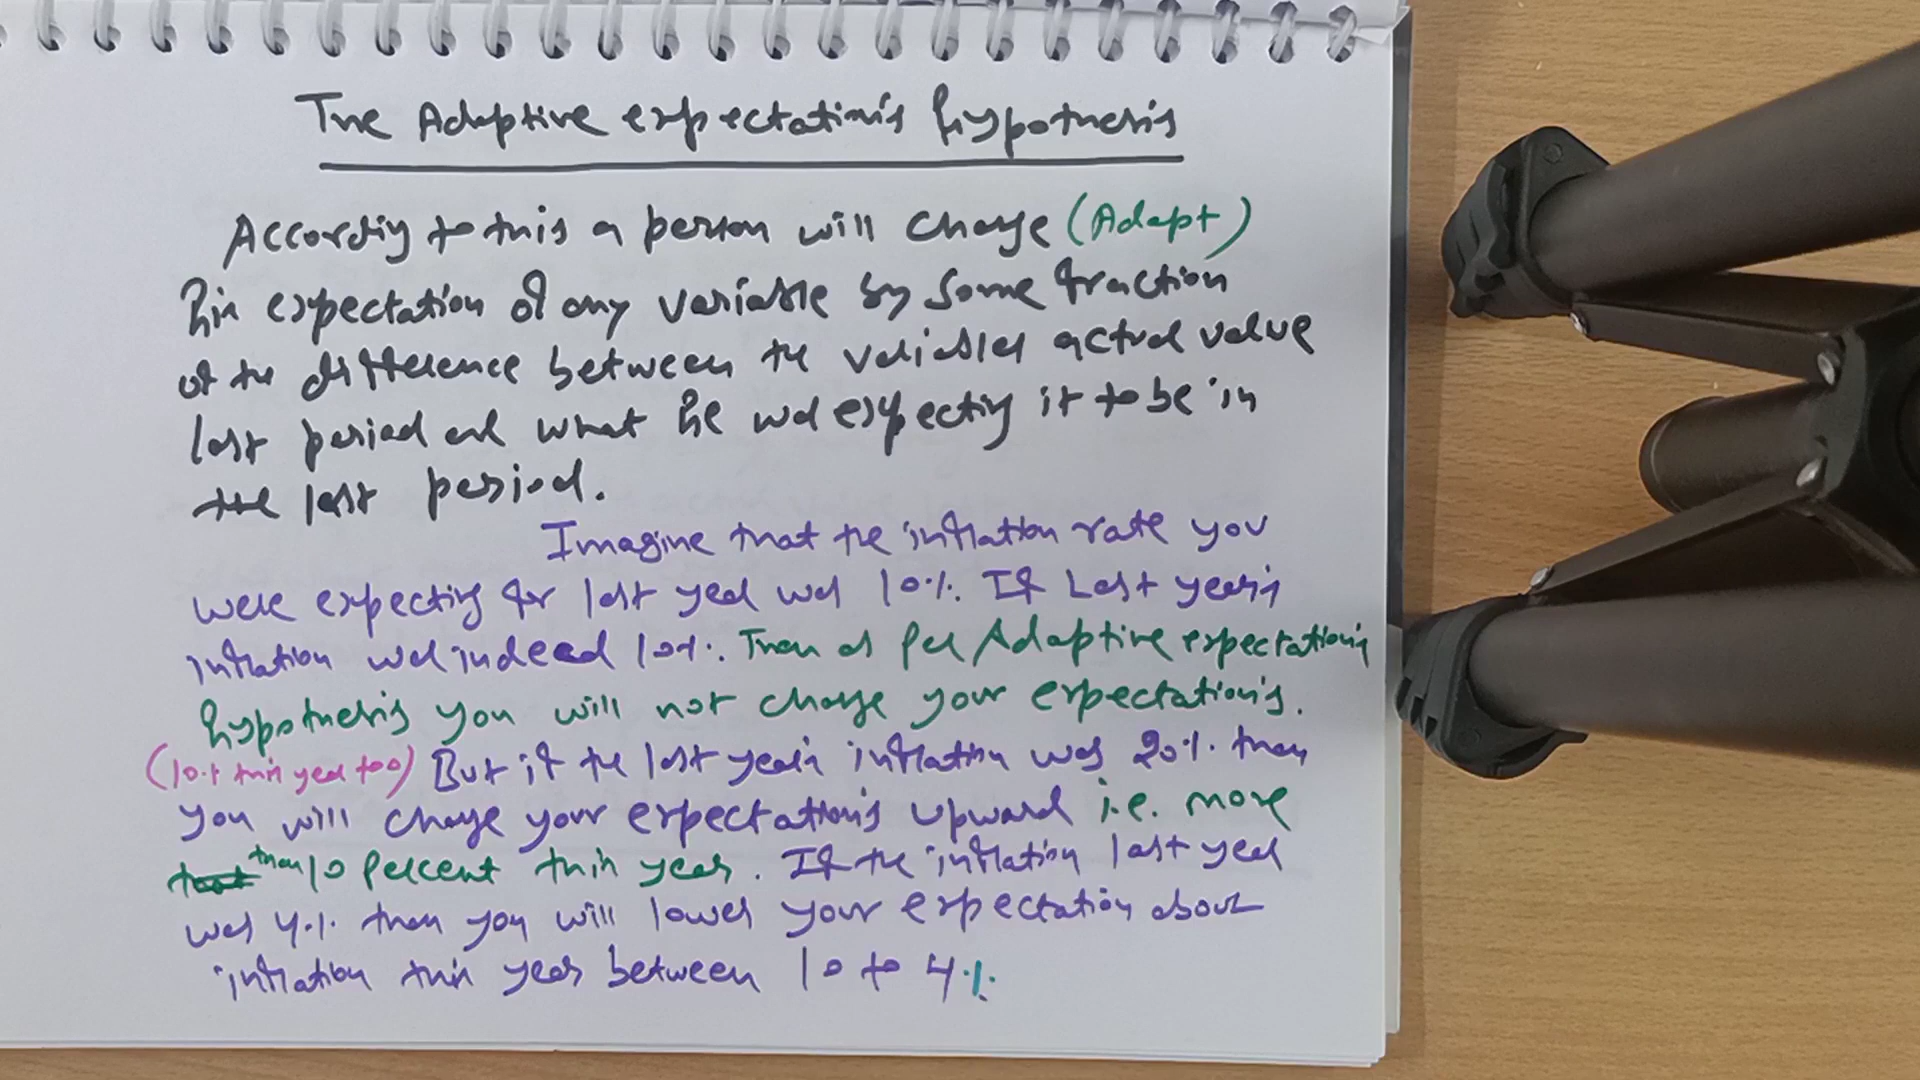 The Adaptive expectation's hypothesis
According to this a person will change (Adapt)
his expectation of any variable by some fraction
of the difference between the variables actual value
last period and what he was expecting it to be in
the last period.
Imagine that the inflation rate you
were expecting for last year was 10%. If Last year's
inflation was indeed 10%. Then as per Adaptive expectation's
hypothesis you will not change your expectation's.
(10% this year too) But if the last year's inflation was 20% then
you will change your expectation's upward i.e. more
than 10 Percent this year. If the inflation last year
was 4% then you will lower your expectation about
inflation this year between 10 to 4%.